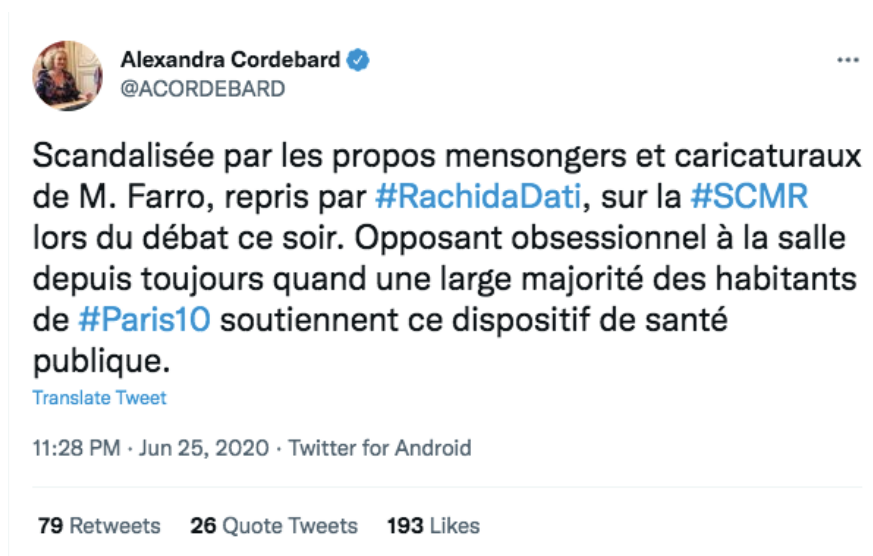 Alexandra Cordebard
@ACORDEBARD
Scandalisée par les propos mensongers et caricaturaux
de M. Farro, repris par #RachidaDati, sur la #SCMR
lors du débat ce soir. Opposant obsessionnel à la salle
depuis toujours quand une large majorité des habitants
de #Paris10 soutiennent ce dispositif de santé
publique.
Translate Tweet
11:28 PM · Jun 25, 2020 · Twitter for Android
79 Retweets 26 Quote Tweets 193 Likes